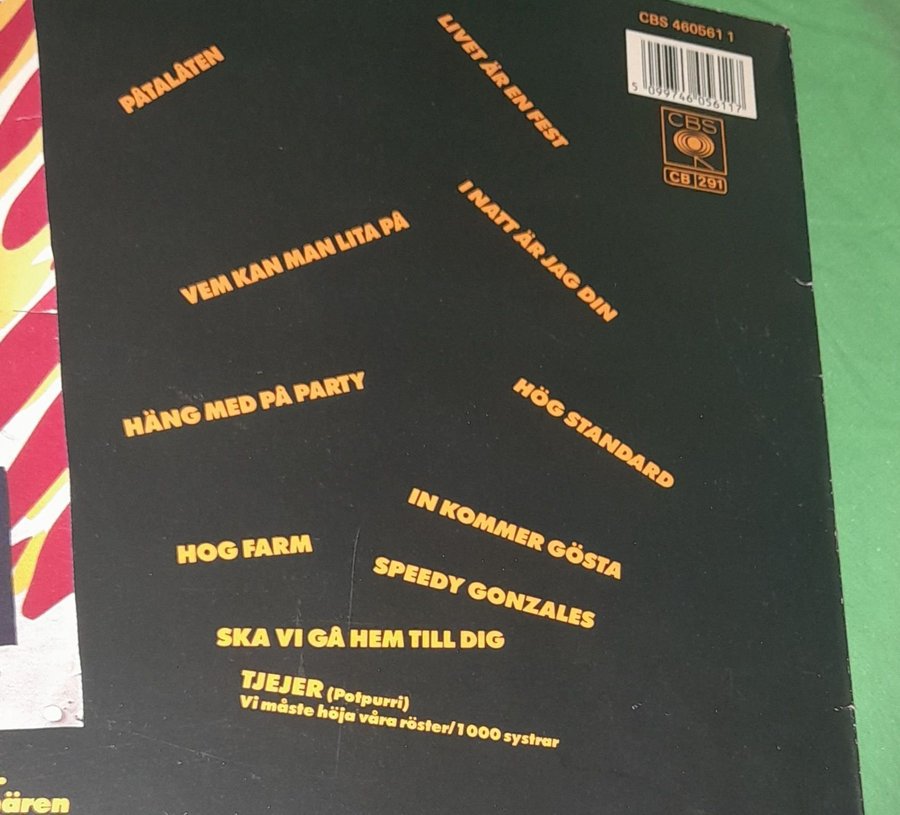 CBS 460561 1
5 099746 056117
CBS
CB 291
PÅTALÅTEN
LIVET ÄR EN FEST
VEM KAN MAN LITA PÅ
I NATT ÄR JAG DIN
HÄNG MED PÅ PARTY
HÖG STANDARD
IN KOMMER GÖSTA
HOG FARM
SPEEDY GONZALES
SKA VI GÅ HEM TILL DIG
TJEJER (Potpurri)
Vi måste höja våra röster/1000 systrar